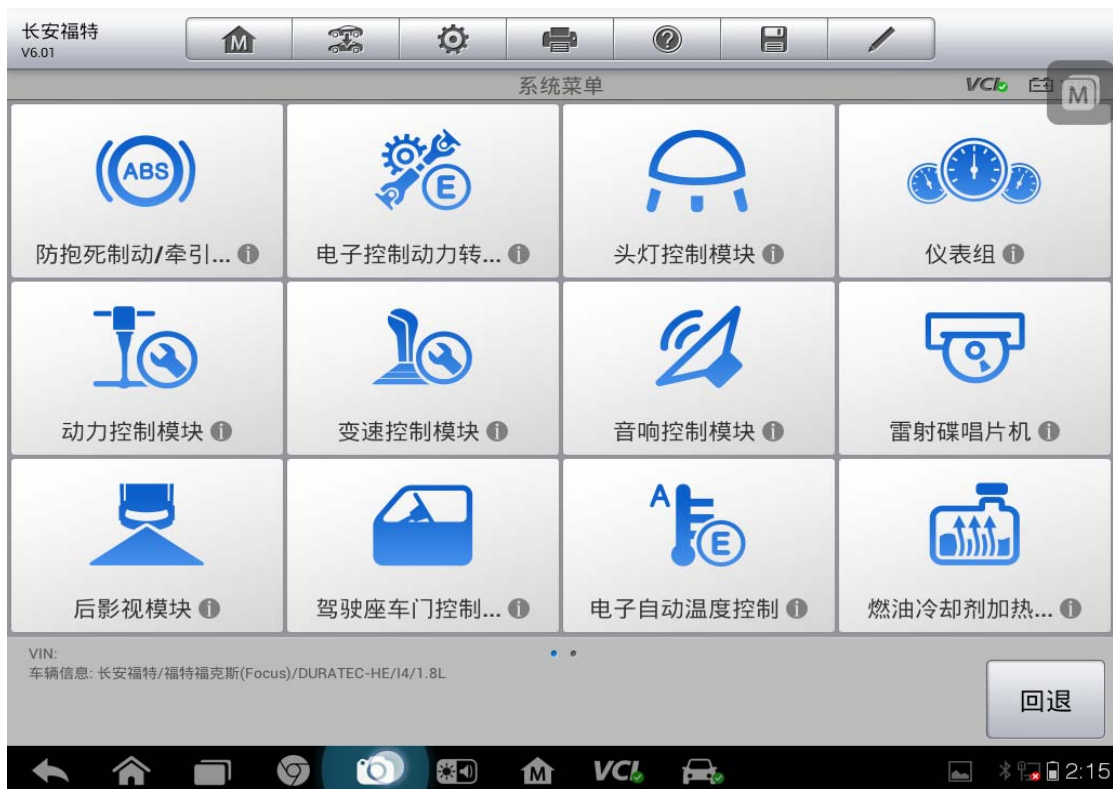 长安福特
V6.01
M
系统菜单
VCI
M
ABS
E
防抱死制动/牵引...
电子控制动力转...
头灯控制模块
仪表组
动力控制模块
变速控制模块
音响控制模块
雷射碟唱片机
A
E
后影视模块
驾驶座车门控制...
电子自动温度控制
燃油冷却剂加热...
VIN:
车辆信息: 长安福特/福特福克斯(Focus)/DURATEC-HE/I4/1.8L
回退
M
VCI
2:15